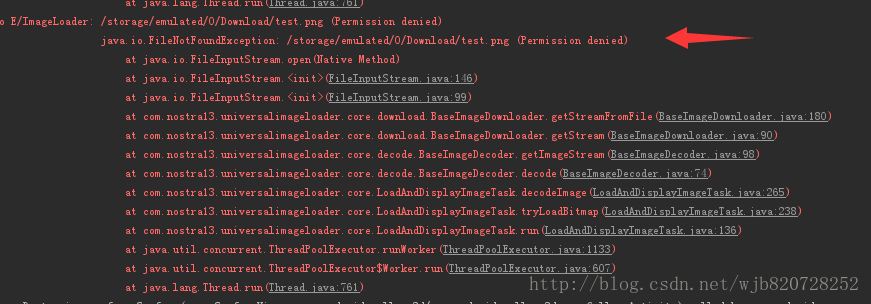 at java.lang.Thread.run(Thread.java:761)
o E/ImageLoader: /storage/emulated/0/Download/test.png (Permission denied)
java.io.FileNotFoundException: /storage/emulated/0/Download/test.png (Permission denied)
at java.io.FileInputStream.open(Native Method)
at java.io.FileInputStream.<init>(FileInputStream.java:146)
at java.io.FileInputStream.<init>(FileInputStream.java:99)
at com.nostra13.universalimageloader.core.download.BaseImageDownloader.getStreamFromFile(BaseImageDownloader.java:180)
at com.nostra13.universalimageloader.core.download.BaseImageDownloader.getStream(BaseImageDownloader.java:90)
at com.nostra13.universalimageloader.core.decode.BaseImageDecoder.getImageStream(BaseImageDecoder.java:98)
at com.nostra13.universalimageloader.core.decode.BaseImageDecoder.decode(BaseImageDecoder.java:74)
at com.nostra13.universalimageloader.core.LoadAndDisplayImageTask.decodeImage(LoadAndDisplayImageTask.java:265)
at com.nostra13.universalimageloader.core.LoadAndDisplayImageTask.tryLoadBitmap(LoadAndDisplayImageTask.java:238)
at com.nostra13.universalimageloader.core.LoadAndDisplayImageTask.run(LoadAndDisplayImageTask.java:136)
at java.util.concurrent.ThreadPoolExecutor.runWorker(ThreadPoolExecutor.java:1133)
at java.util.concurrent.ThreadPoolExecutor$Worker.run(ThreadPoolExecutor.java:607)
at java.lang.Thread.run(Thread.java:761)
http://blog.csdn.net/wjb820728252